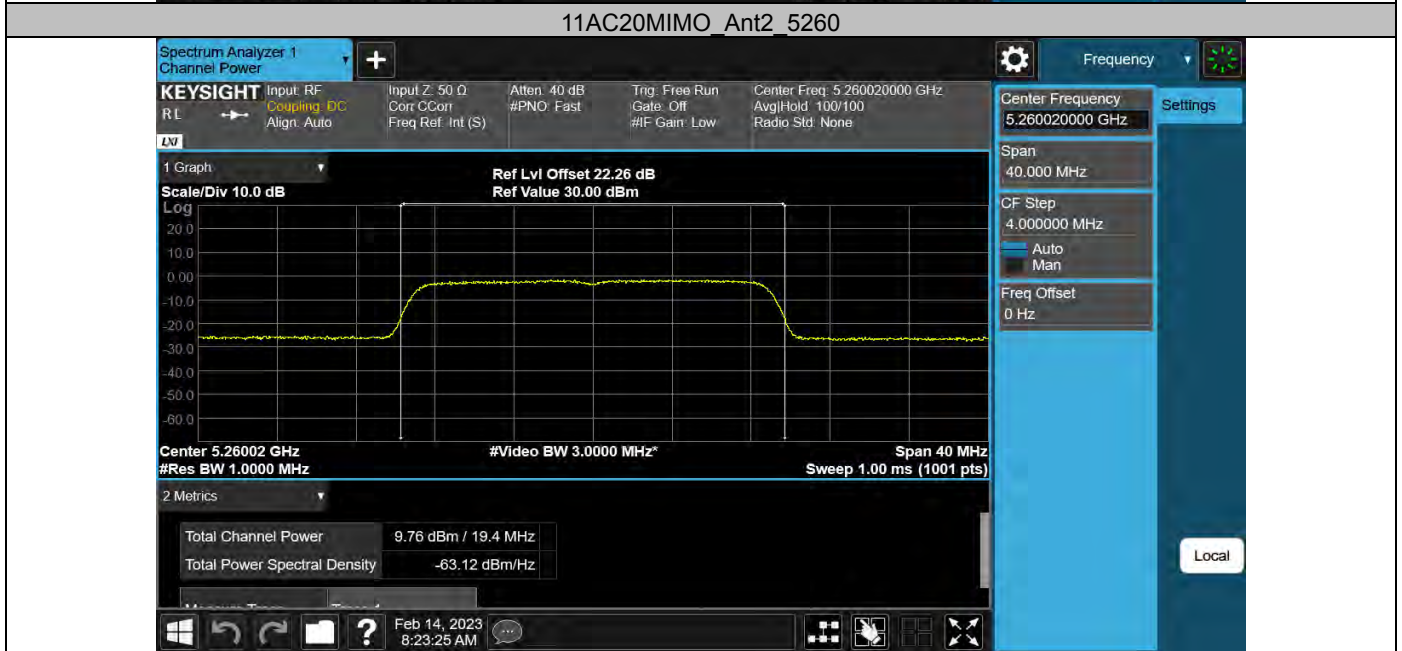 11AC20MIMO_Ant2_5260
Spectrum Analyzer 1
Channel Power
+
Frequency
KEYSIGHT
RL
LXI
Input: RF
Coupling: DC
Align: Auto
Input Z: 50 Ω
Corr CCorr
Freq Ref: Int (S)
Atten: 40 dB
#PNO: Fast
Trig: Free Run
Gate: Off
#IF Gain: Low
Center Freq: 5.260020000 GHz
Avg|Hold: 100/100
Radio Std: None
Center Frequency
5.260020000 GHz
Settings
Span
40.000 MHz
CF Step
4.000000 MHz
Auto
Man
Freq Offset
0 Hz
1 Graph
Scale/Div 10.0 dB
Ref Lvl Offset 22.26 dB
Ref Value 30.00 dBm
Log
20.0
10.0
0.00
-10.0
-20.0
-30.0
-40.0
-50.0
-60.0
Center 5.26002 GHz
#Res BW 1.0000 MHz
#Video BW 3.0000 MHz*
Span 40 MHz
Sweep 1.00 ms (1001 pts)
2 Metrics
Total Channel Power 9.76 dBm / 19.4 MHz
Total Power Spectral Density -63.12 dBm/Hz
Local
?
Feb 14, 2023
8:23:25 AM